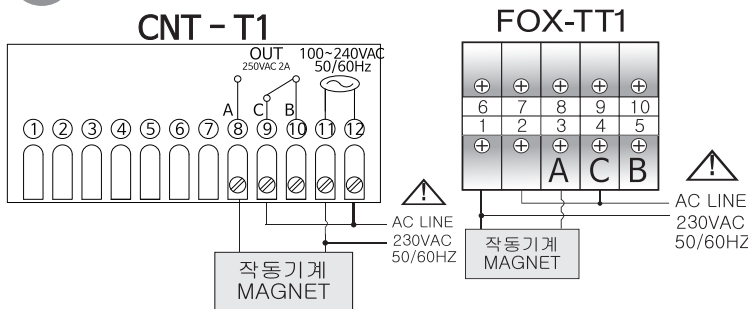 CNT – T1
OUT
250VAC 2A
100~240VAC
50/60Hz
A C B
① ② ③ ④ ⑤ ⑥ ⑦ ⑧ ⑨ ⑩ ⑪ ⑫
AC LINE
230VAC
50/60HZ
작동기계
MAGNET
FOX-TT1
6 7 8 9 10
1 2 3 4 5
A C B
AC LINE
230VAC
50/60HZ
작동기계
MAGNET